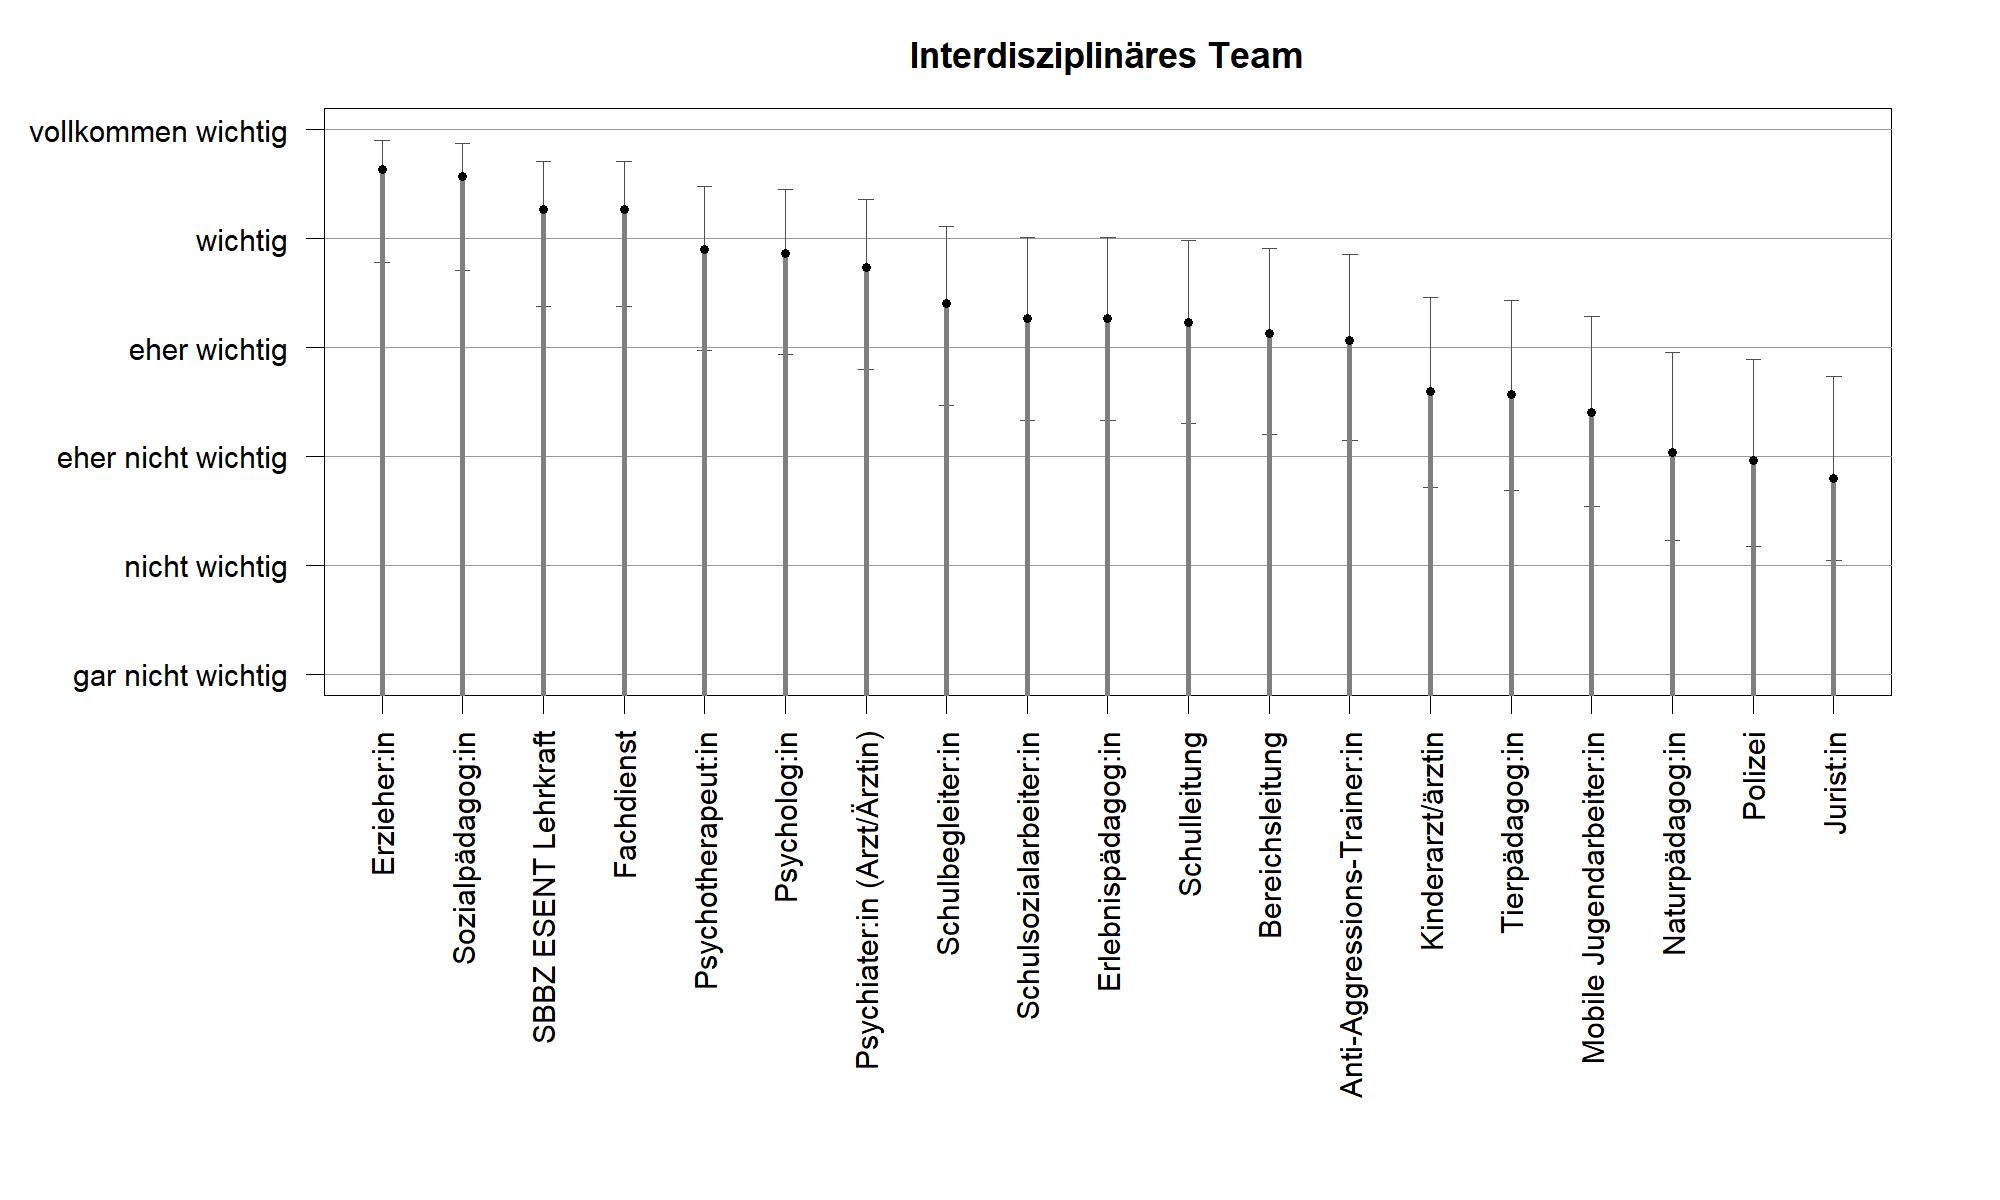 Interdisziplinäres Team
vollkommen wichtig
wichtig
eher wichtig
eher nicht wichtig
nicht wichtig
gar nicht wichtig
Erzieher:in
Sozialpädagog:in
SBBZ ESENT Lehrkraft
Fachdienst
Psychotherapeut:in
Psycholog:in
Psychiater:in (Arzt/Ärztin)
Schulbegleiter:in
Schulsozialarbeiter:in
Erlebnispädagog:in
Schulleitung
Bereichsleitung
Anti-Aggressions-Trainer:in
Kinderarzt/ärztin
Tierpädagog:in
Mobile Jugendarbeiter:in
Naturpädagog:in
Polizei
Jurist:in